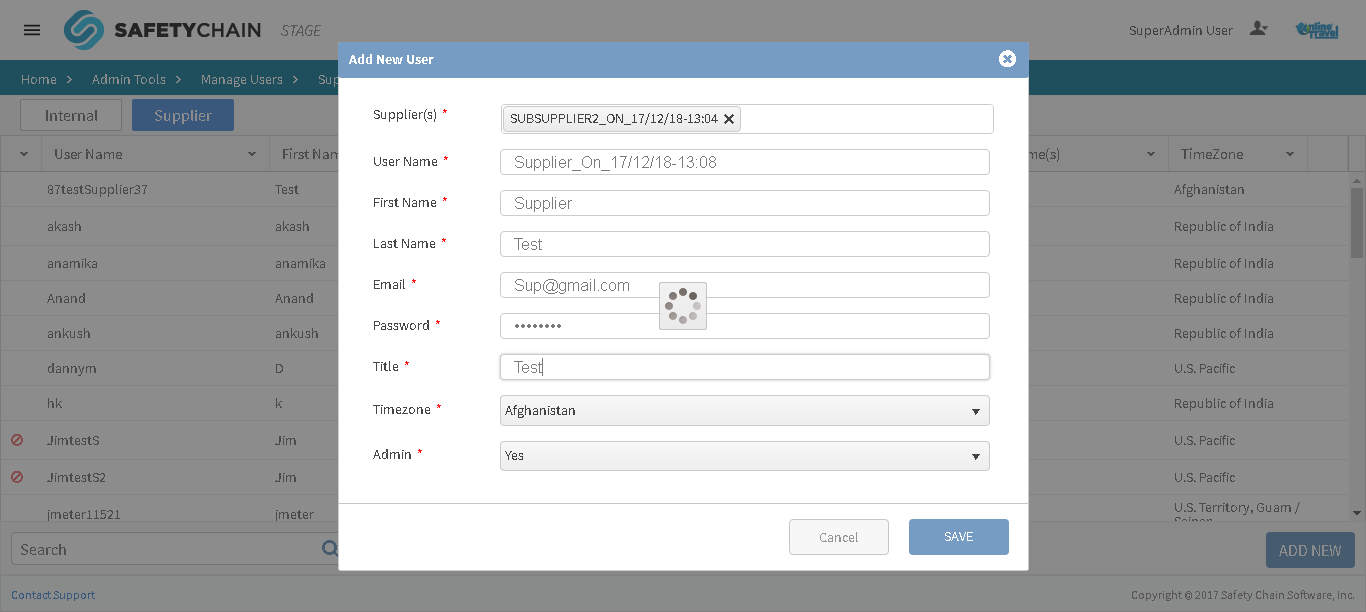 SAFETYCHAIN STAGE
SuperAdmin User
Online Travel
Home > Admin Tools > Manage Users > Sup
Internal
Supplier
User Name
First Nam
me(s)
TimeZone
87testSupplier37 Test Afghanistan
akash akash Republic of India
anamika anamika Republic of India
Anand Anand Republic of India
ankush ankush Republic of India
dannym D U.S. Pacific
hk k Republic of India
JimtestS Jim U.S. Pacific
JimtestS2 Jim U.S. Pacific
jmeter11521 jmeter U.S. Territory, Guam /
Saipan
Search
ADD NEW
Contact Support
Copyright © 2017 Safety Chain Software, Inc.
Add New User
Supplier(s) * SUBSUPPLIER2_ON_17/12/18-13:04
User Name * Supplier_On_17/12/18-13:08
First Name * Supplier
Last Name * Test
Email * Sup@gmail.com
Password * ••••••••
Title * Test
Timezone * Afghanistan
Admin * Yes
Cancel
SAVE